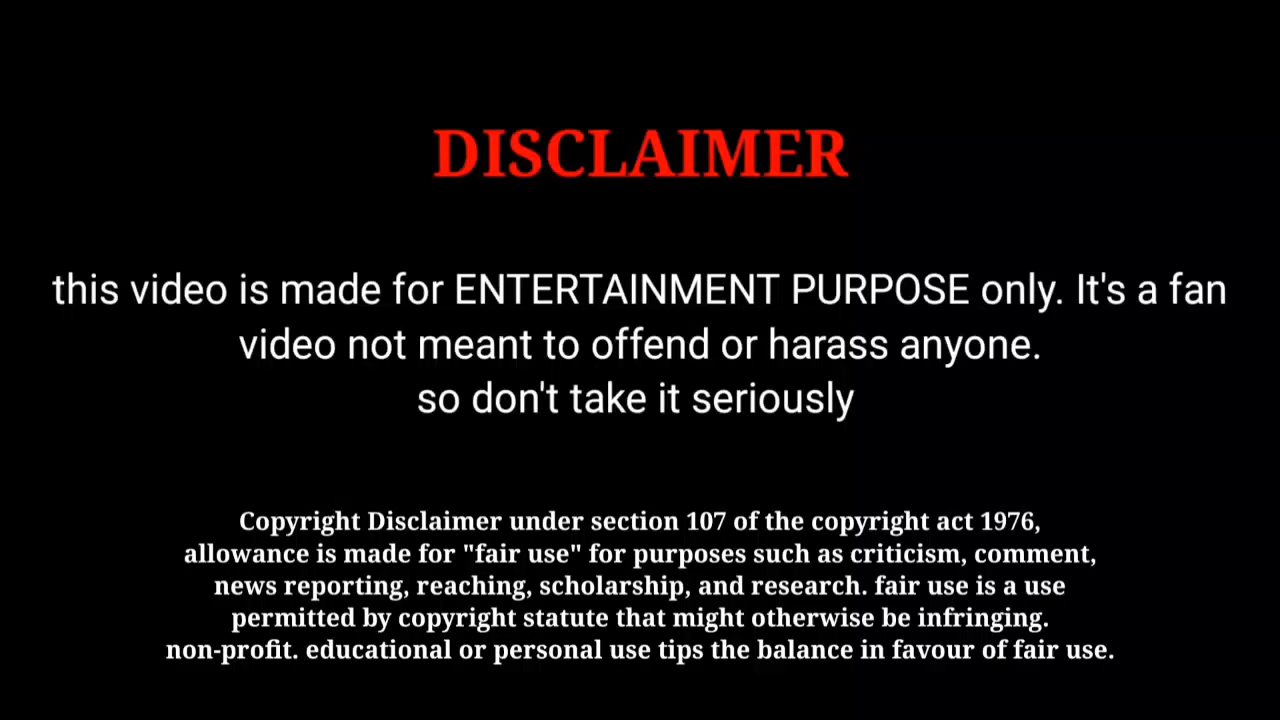 DISCLAIMER
this video is made for ENTERTAINMENT PURPOSE only. It's a fan
video not meant to offend or harass anyone.
so don't take it seriously
Copyright Disclaimer under section 107 of the copyright act 1976,
allowance is made for "fair use" for purposes such as criticism, comment,
news reporting, reaching, scholarship, and research. fair use is a use
permitted by copyright statute that might otherwise be infringing.
non-profit. educational or personal use tips the balance in favour of fair use.